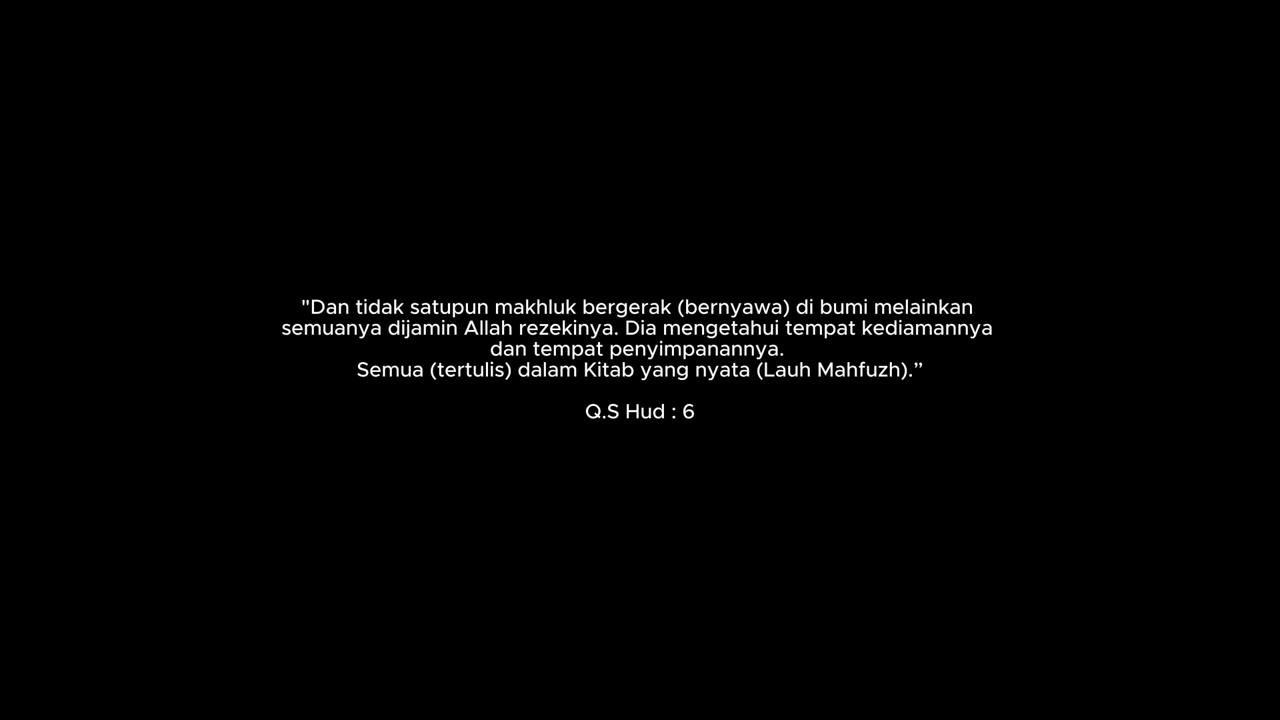 "Dan tidak satupun makhluk bergerak (bernyawa) di bumi melainkan
semuanya dijamin Allah rezekinya. Dia mengetahui tempat kediamannya
dan tempat penyimpanannya.
Semua (tertulis) dalam Kitab yang nyata (Lauh Mahfuzh).”
Q.S Hud : 6